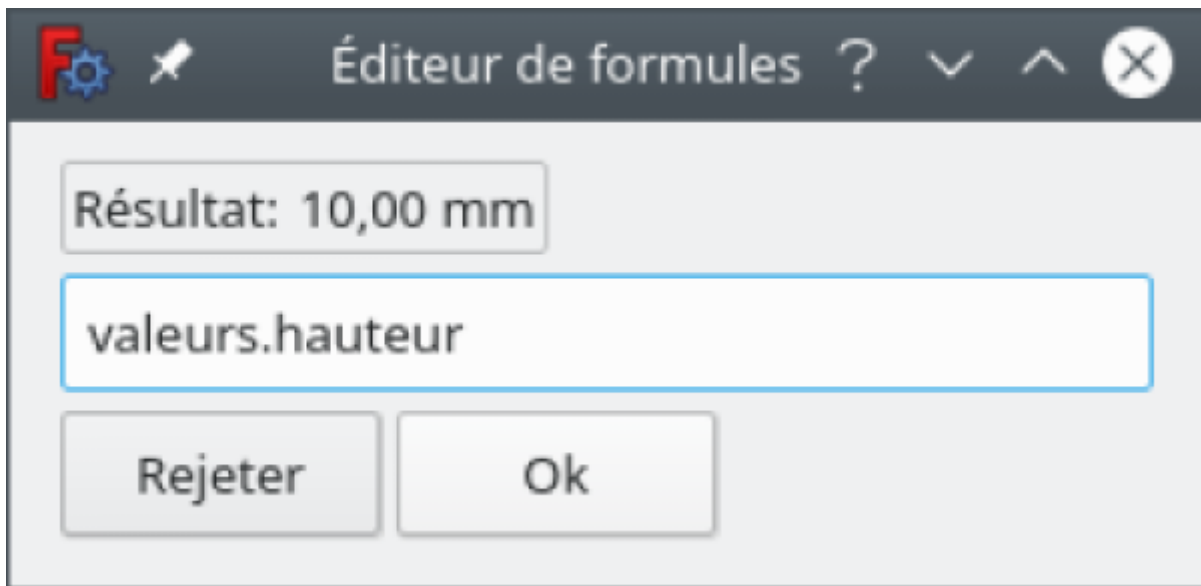 Éditeur de formules ?
Résultat: 10,00 mm
valeurs.hauteur
Rejeter Ok